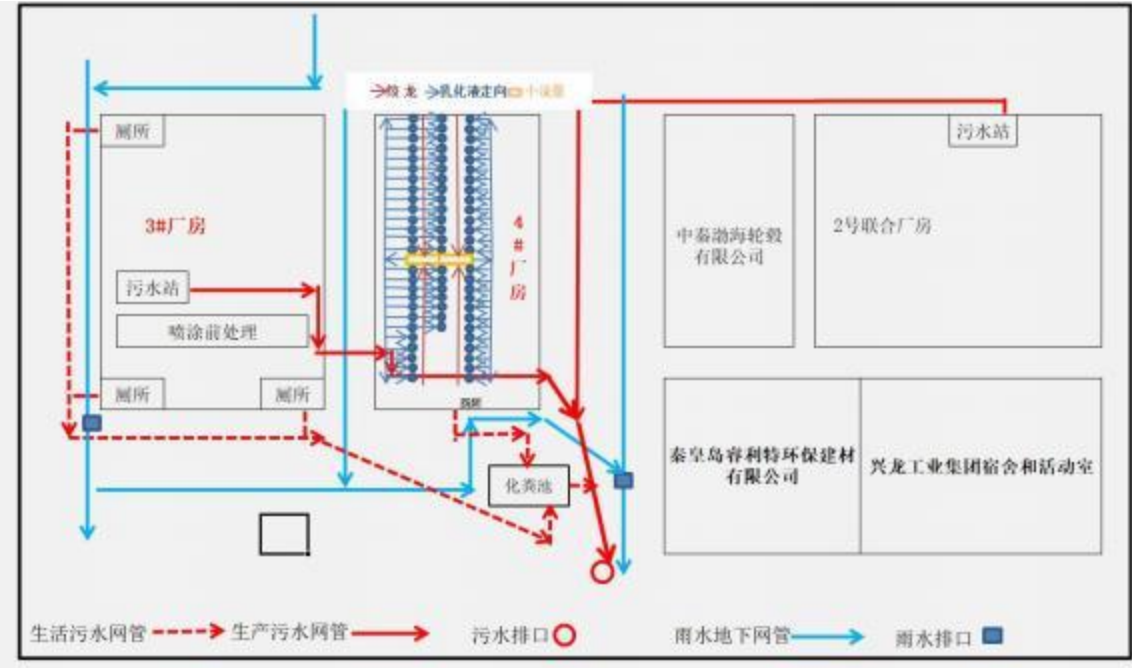 龙 乳化液走向
厕所
污水站
3#厂房
4#厂房
中秦渤海轮毂
有限公司
2号联合厂房
污水站
喷涂前处理
厕所
厕所
厕所
秦皇岛睿利特环保建材
有限公司
兴龙工业集团宿舍和活动室
化粪池
生活污水网管
生产污水网管
污水排口
雨水地下网管
雨水排口